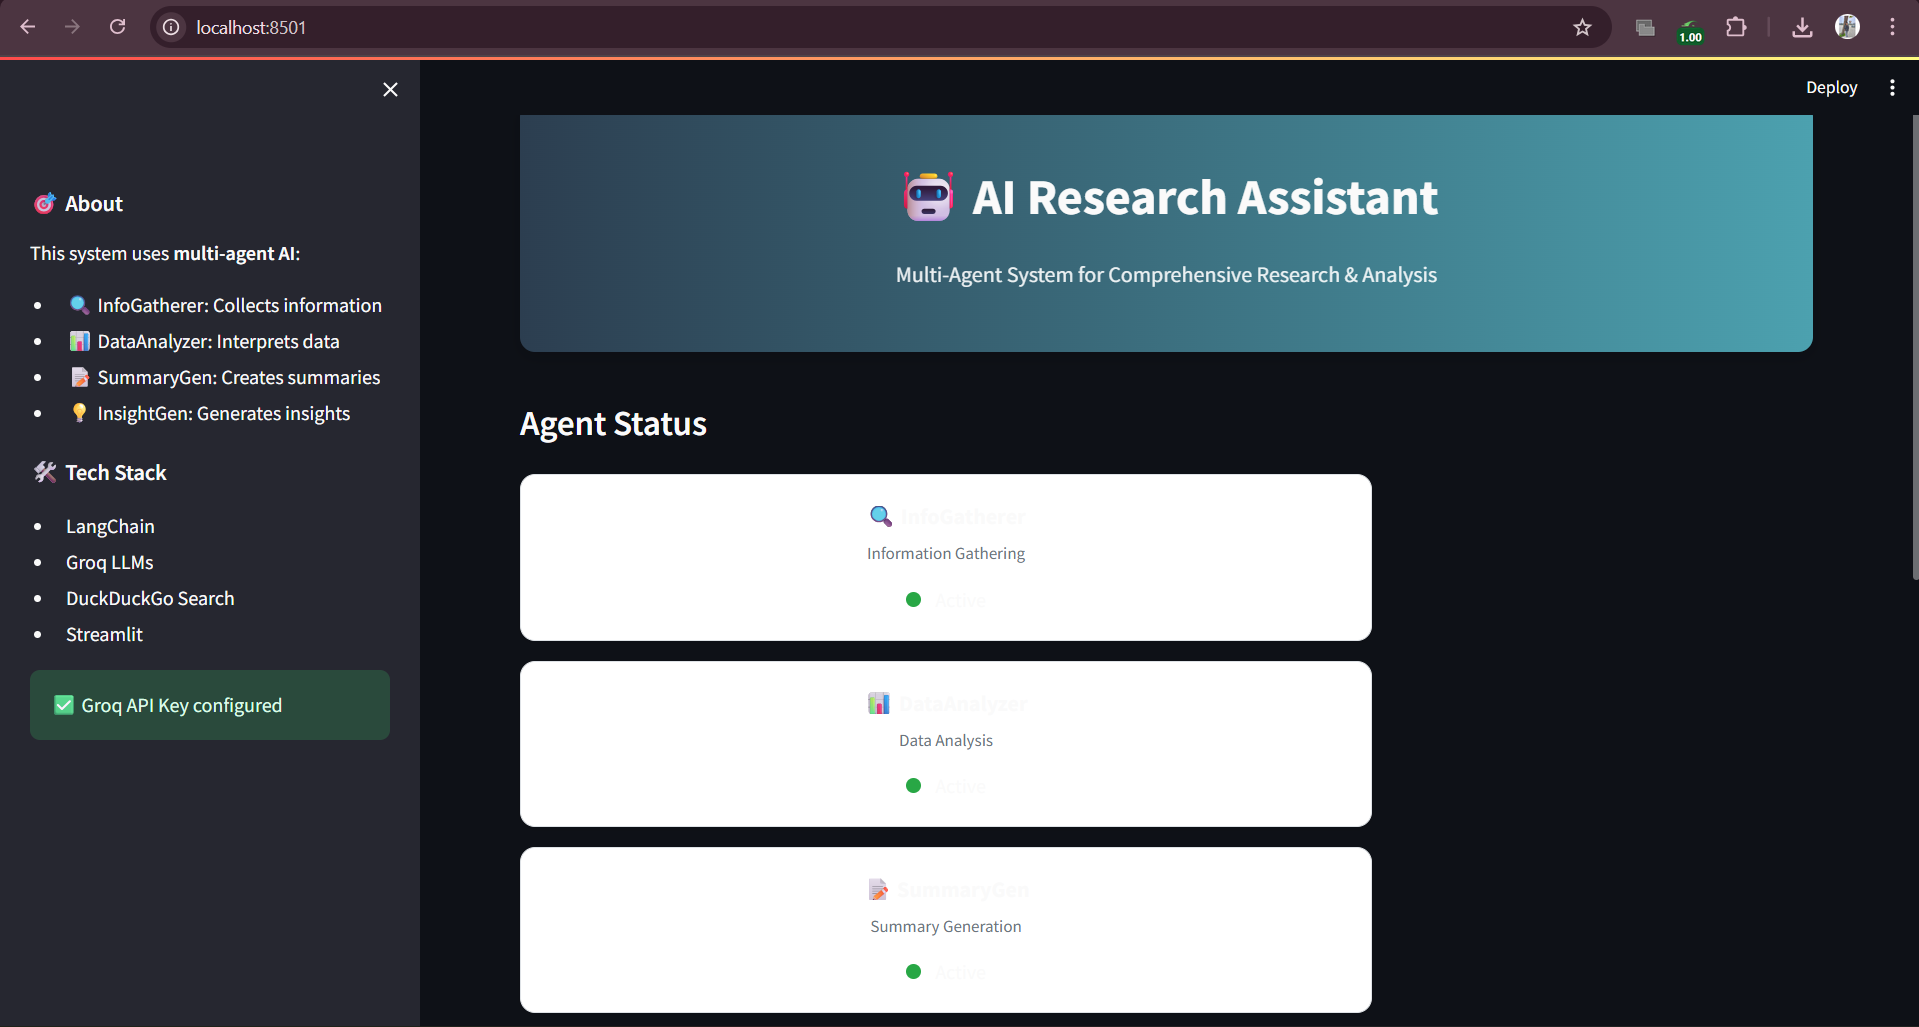 localhost:8501
1.00
Deploy
About
This system uses multi-agent AI:
InfoGatherer: Collects information
DataAnalyzer: Interprets data
SummaryGen: Creates summaries
InsightGen: Generates insights
Tech Stack
LangChain
Groq LLMs
DuckDuckGo Search
Streamlit
Groq API Key configured
AI Research Assistant
Multi-Agent System for Comprehensive Research & Analysis
Agent Status
InfoGatherer
Information Gathering
Active
DataAnalyzer
Data Analysis
Active
SummaryGen
Summary Generation
Active